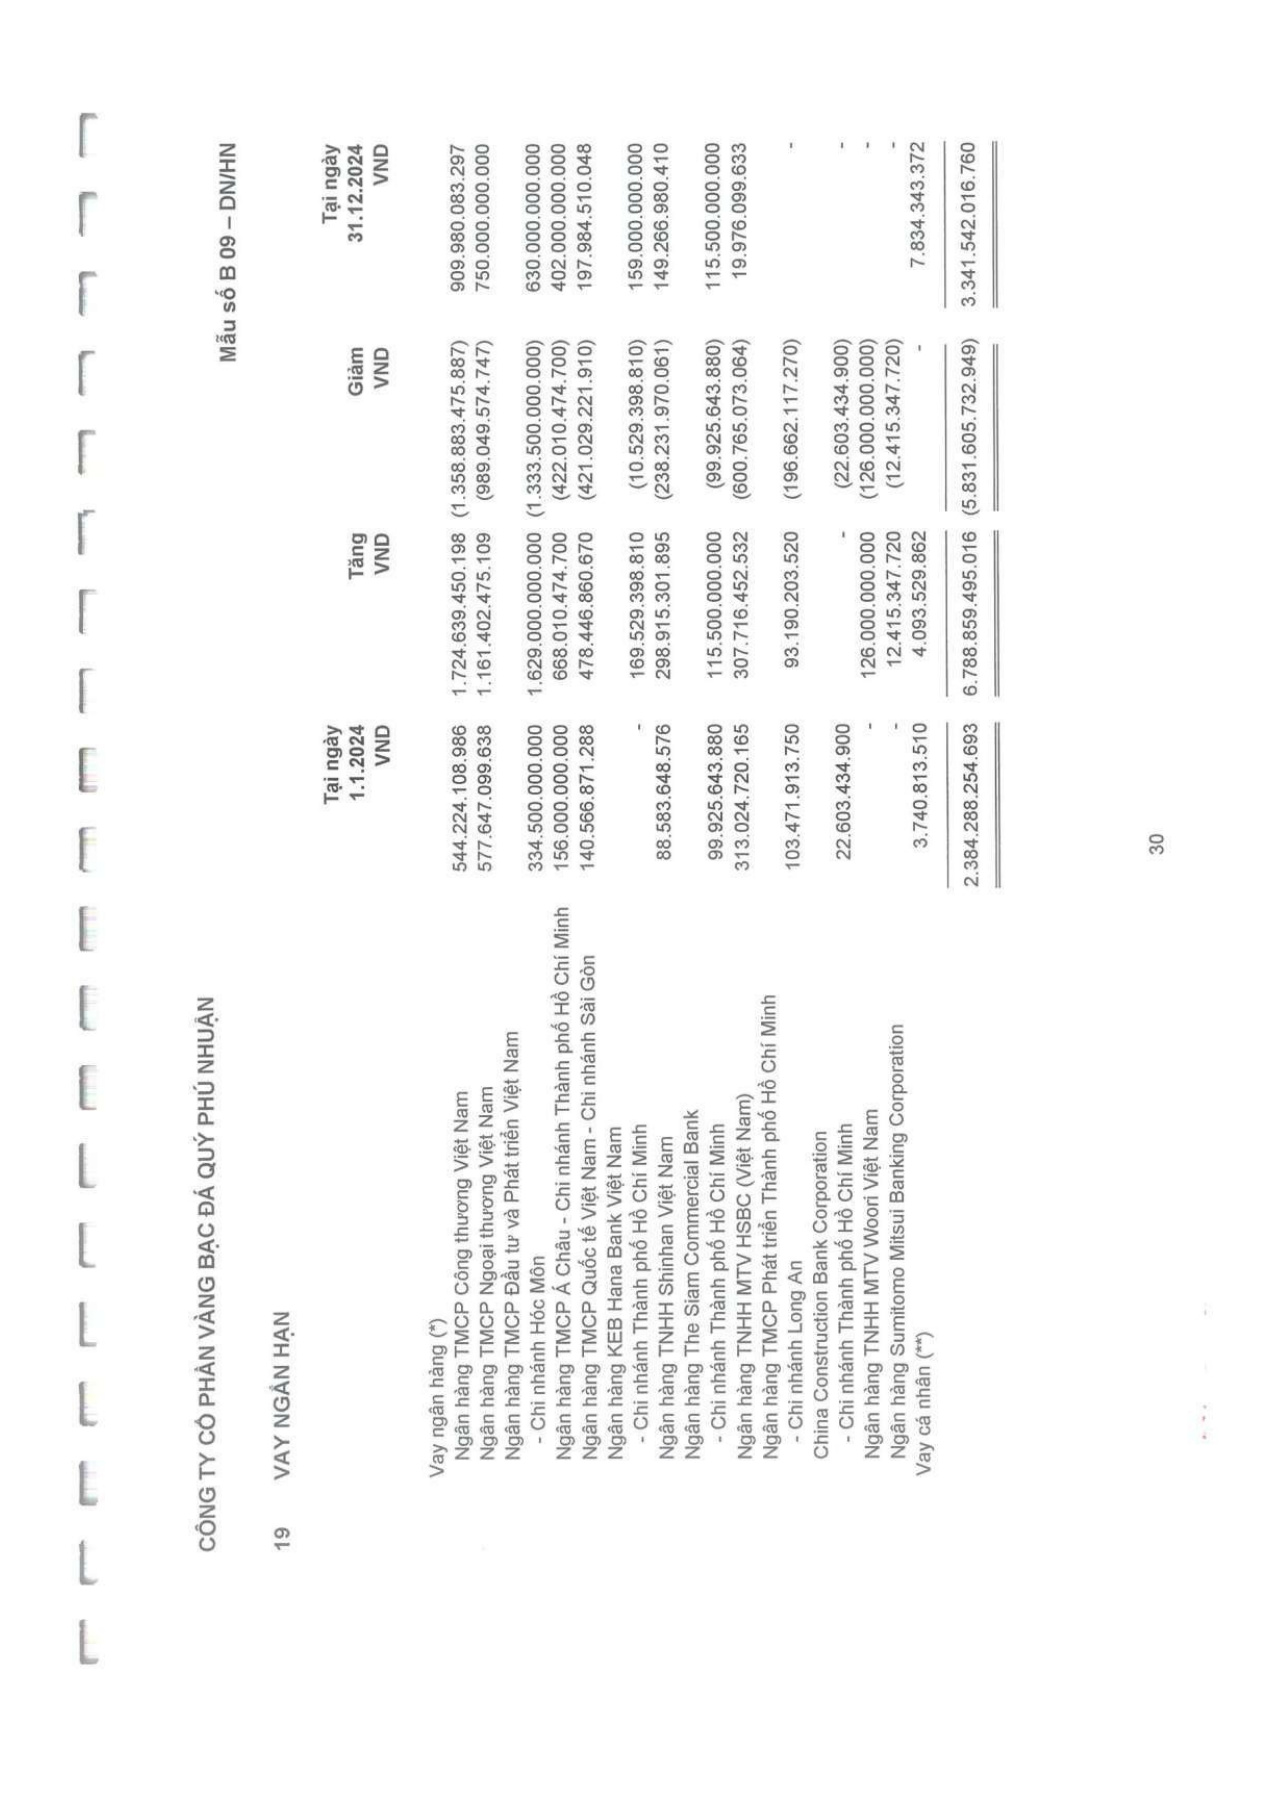 CÔNG TY CỔ PHẦN VÀNG BẠC ĐÁ QUÝ PHÚ NHUẬN
Mẫu số B 09 – DN/HN
19 VAY NGẮN HẠN
Tại ngày Tại ngày
1.1.2024 Tăng Giảm 31.12.2024
VND VND VND VND
Vay ngân hàng (*)
Ngân hàng TMCP Công thương Việt Nam 544.224.108.986 1.724.639.450.198 (1.358.883.475.887) 909.980.083.297
Ngân hàng TMCP Ngoại thương Việt Nam 577.647.099.638 1.161.402.475.109 (989.049.574.747) 750.000.000.000
Ngân hàng TMCP Đầu tư và Phát triển Việt Nam
- Chi nhánh Hóc Môn 334.500.000.000 1.629.000.000.000 (1.333.500.000.000) 630.000.000.000
Ngân hàng TMCP Á Châu - Chi nhánh Thành phố Hồ Chí Minh 156.000.000.000 668.010.474.700 (422.010.474.700) 402.000.000.000
Ngân hàng TMCP Quốc tế Việt Nam - Chi nhánh Sài Gòn 140.566.871.288 478.446.860.670 (421.029.221.910) 197.984.510.048
Ngân hàng KEB Hana Bank Việt Nam
- Chi nhánh Thành phố Hồ Chí Minh - 169.529.398.810 (10.529.398.810) 159.000.000.000
Ngân hàng TNHH Shinhan Việt Nam 88.583.648.576 298.915.301.895 (238.231.970.061) 149.266.980.410
Ngân hàng The Siam Commercial Bank
- Chi nhánh Thành phố Hồ Chí Minh 99.925.643.880 115.500.000.000 (99.925.643.880) 115.500.000.000
Ngân hàng TNHH MTV HSBC (Việt Nam) 313.024.720.165 307.716.452.532 (600.765.073.064) 19.976.099.633
Ngân hàng TMCP Phát triển Thành phố Hồ Chí Minh
- Chi nhánh Long An 103.471.913.750 93.190.203.520 (196.662.117.270) -
China Construction Bank Corporation
- Chi nhánh Thành phố Hồ Chí Minh 22.603.434.900 - (22.603.434.900) -
Ngân hàng TNHH MTV Woori Việt Nam - 126.000.000.000 (126.000.000.000) -
Ngân hàng Sumitomo Mitsui Banking Corporation - 12.415.347.720 (12.415.347.720) -
Vay cá nhân (**) 3.740.813.510 4.093.529.862 - 7.834.343.372
2.384.288.254.693 6.788.859.495.016 (5.831.605.732.949) 3.341.542.016.760
30